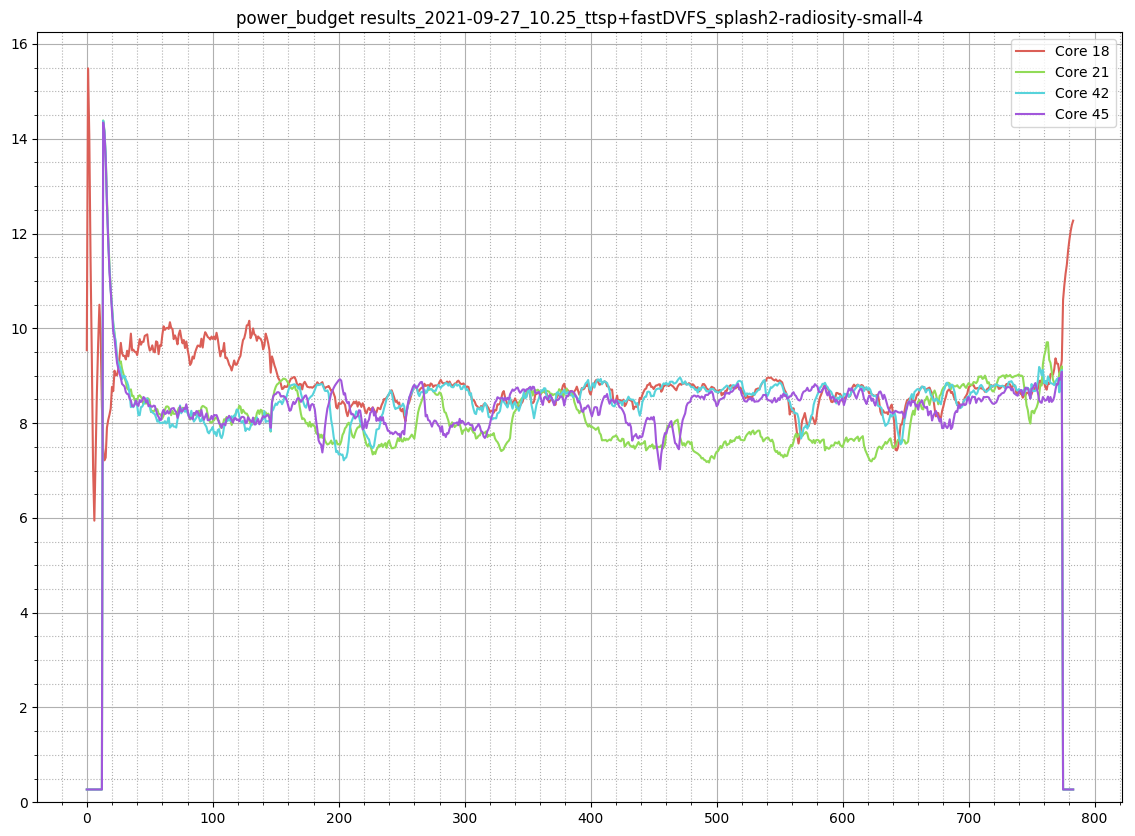 power_budget results_2021-09-27_10.25_ttsp+fastDVFS_splash2-radiosity-small-4
16
14
12
10
8
6
4
2
0
Core 18
Core 21
Core 42
Core 45
0 100 200 300 400 500 600 700 800